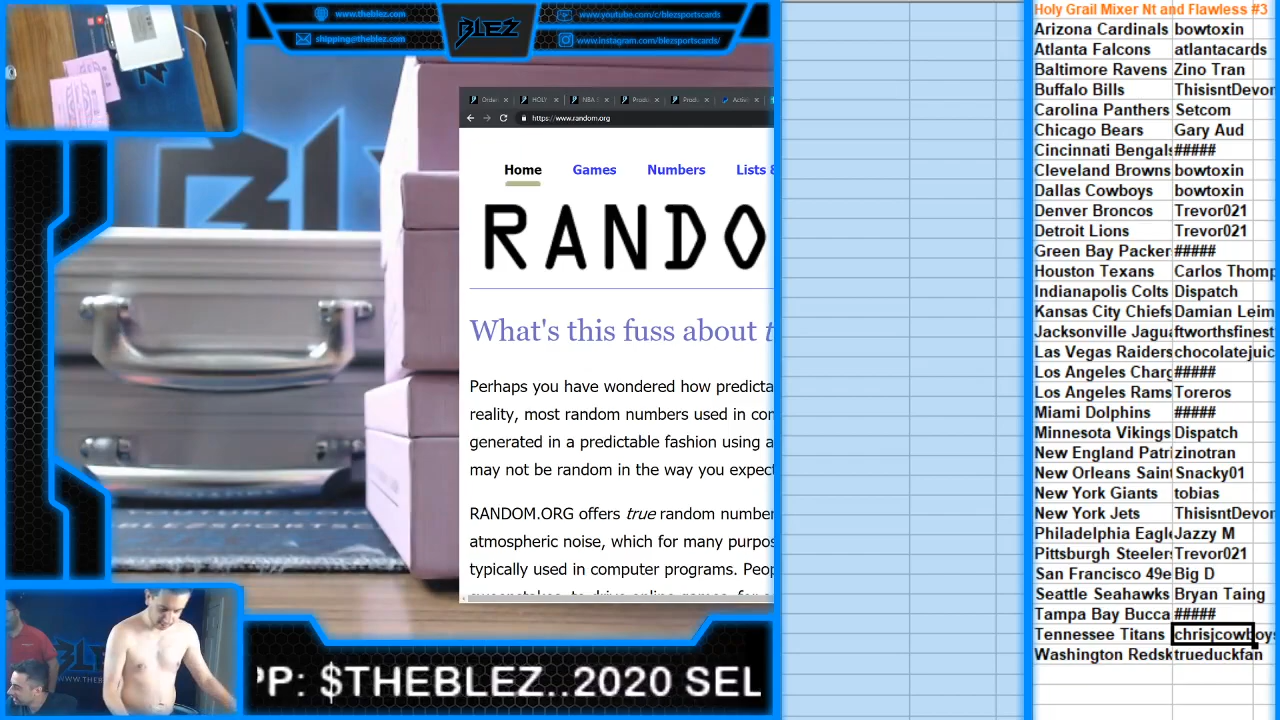 www.theblez.com
shipping@theblez.com
BLEZ
www.youtube.com/c/blezsportscards
www.instagram.com/blezsportscards/
https://www.random.org
Home
Games
Numbers
Lists &
RANDO
What's this fuss about t
Perhaps you have wondered how predicta
reality, most random numbers used in con
generated in a predictable fashion using a
may not be random in the way you expect
RANDOM.ORG offers true random number
atmospheric noise, which for many purpos
typically used in computer programs. Peop
PP: $THEBLEZ..2020 SEL
Holy Grail Mixer Nt and Flawless #3
Arizona Cardinals bowtoxin
Atlanta Falcons atlantacards
Baltimore Ravens Zino Tran
Buffalo Bills ThisisntDevor
Carolina Panthers Setcom
Chicago Bears Gary Aud
Cincinnati Bengals #####
Cleveland Browns bowtoxin
Dallas Cowboys bowtoxin
Denver Broncos Trevor021
Detroit Lions Trevor021
Green Bay Packer #####
Houston Texans Carlos Thomp
Indianapolis Colts Dispatch
Kansas City Chiefs Damian Leim
Jacksonville Jagua ftworthsfinest
Las Vegas Raiders chocolatejuic
Los Angeles Charg #####
Los Angeles Rams Toreros
Miami Dolphins #####
Minnesota Vikings Dispatch
New England Patri zinotran
New Orleans Saint Snacky01
New York Giants tobias
New York Jets ThisisntDevor
Philadelphia Eagle Jazzy M
Pittsburgh Steelers Trevor021
San Francisco 49e Big D
Seattle Seahawks Bryan Taing
Tampa Bay Bucca #####
Tennessee Titans chrisjcowboys
Washington Redsk trueduckfan